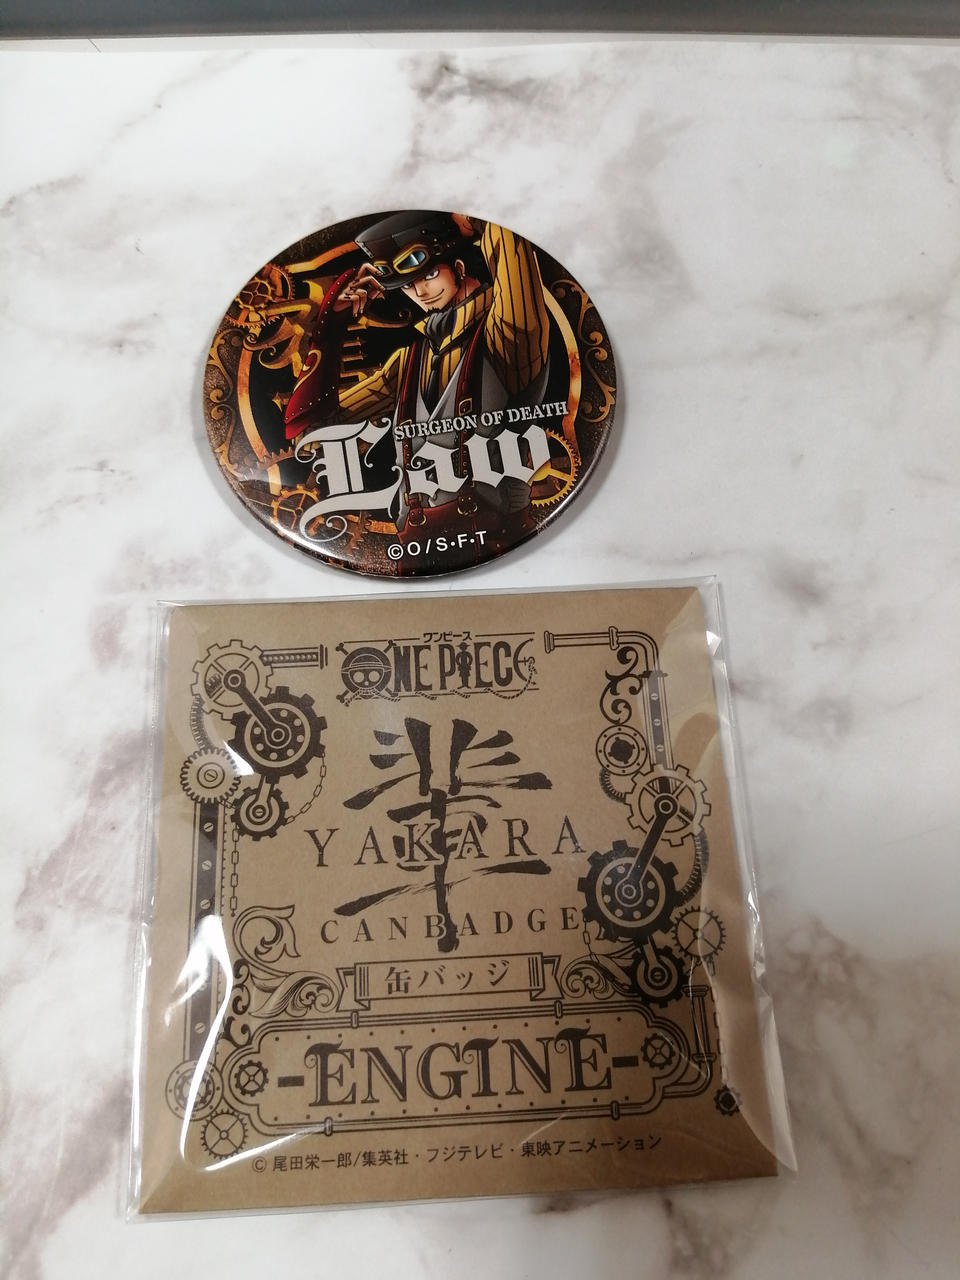 SURGEON OF DEATH
Law
©O/S・F・T
ワンピース
ONE PIECE
輩
YAKARA
CANBADGE
缶バッジ
-ENGINE-
© 尾田栄一郎/集英社・フジテレビ・東映アニメーション